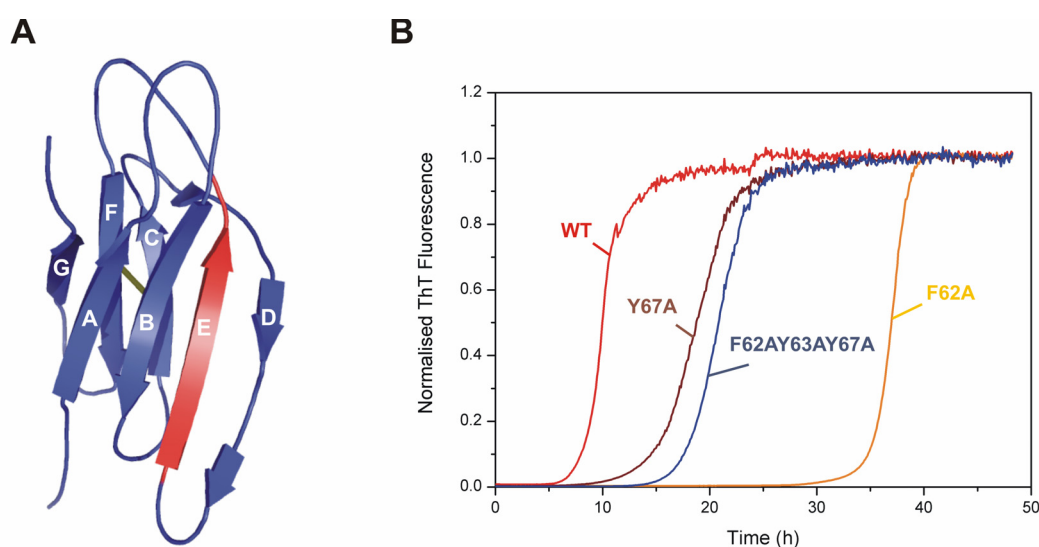 A
B
F
C
G
A
B
E
D
1.2
1.0
0.8
0.6
0.4
0.2
0.0
Normalised ThT Fluorescence
WT
Y67A
F62A
F62AY63AY67A
0
10
20
30
40
50
Time (h)